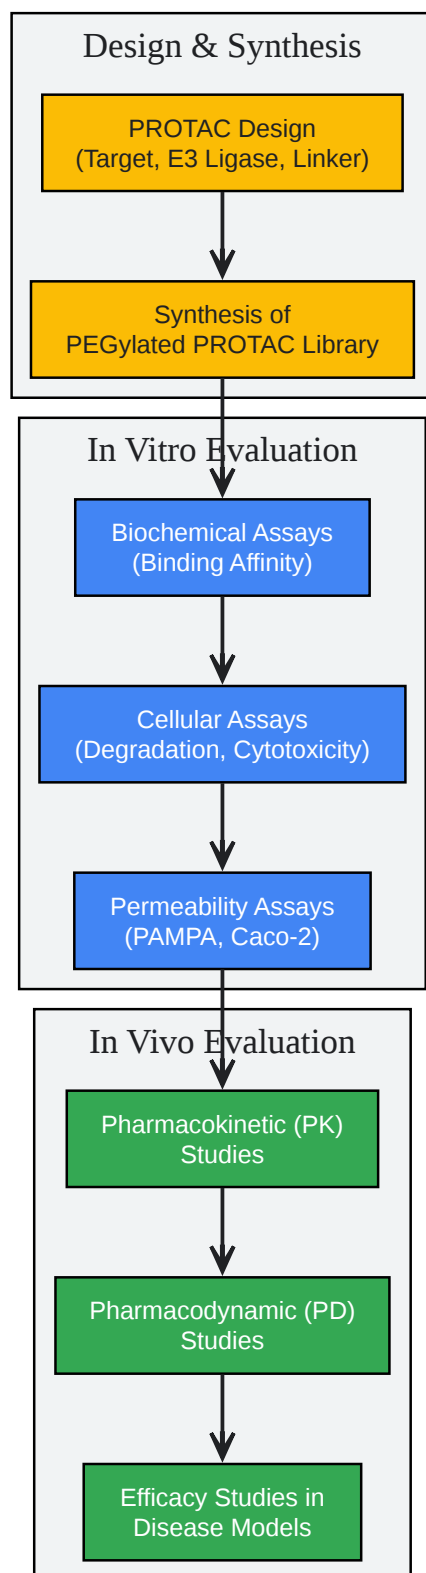 Design & Synthesis
PROTAC Design
(Target, E3 Ligase, Linker)
Synthesis of
PEGylated PROTAC Library
In Vitro Evaluation
Biochemical Assays
(Binding Affinity)
Cellular Assays
(Degradation, Cytotoxicity)
Permeability Assays
(PAMPA, Caco-2)
In Vivo Evaluation
Pharmacokinetic (PK)
Studies
Pharmacodynamic (PD)
Studies
Efficacy Studies in
Disease Models